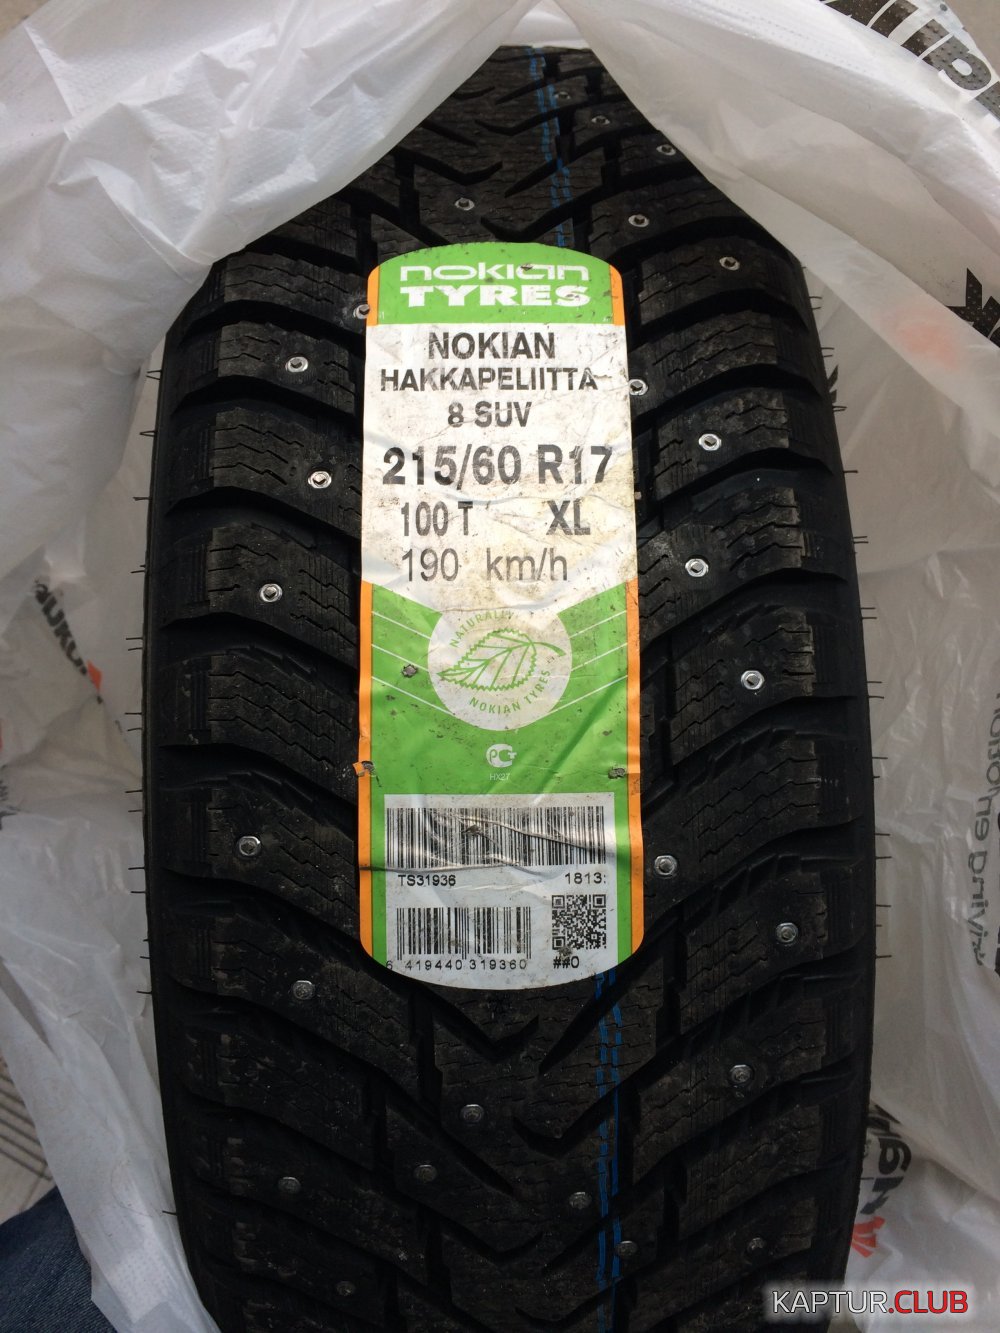 nokian
TYRES
NOKIAN
HAKKAPELIITTA
8 SUV
215/60 R17
100 T XL
190 km/h
NATURALLY
NOKIAN TYRES
РСТ
HX27
TS31936 1813:
6 419440 319360
##0
KAPTUR.CLUB